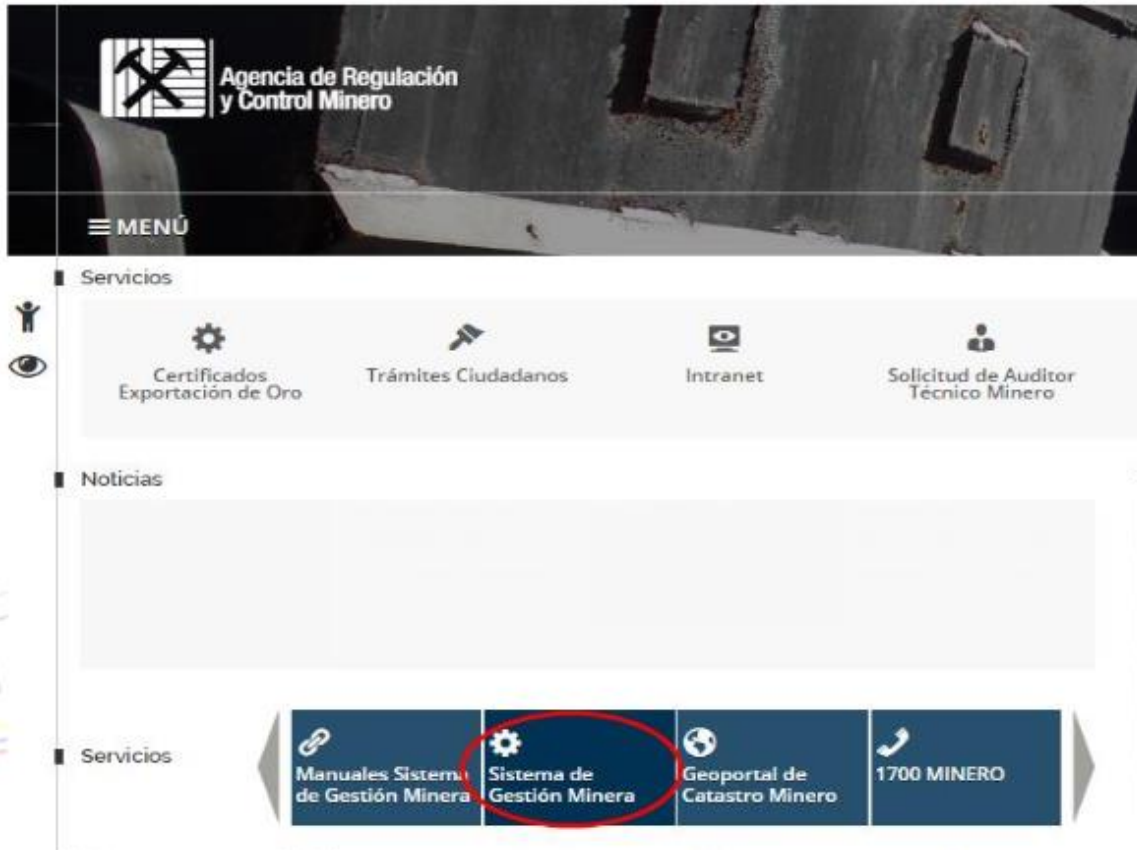 Agencia de Regulación
y Control Minero
MENÚ
Servicios
Certificados
Exportación de Oro
Trámites Ciudadanos
Intranet
Solicitud de Auditor
Técnico Minero
Noticias
Servicios
Manuales Sistema
de Gestión Minera
Sistema de
Gestión Minera
Geoportal de
Catastro Minero
1700 MINERO